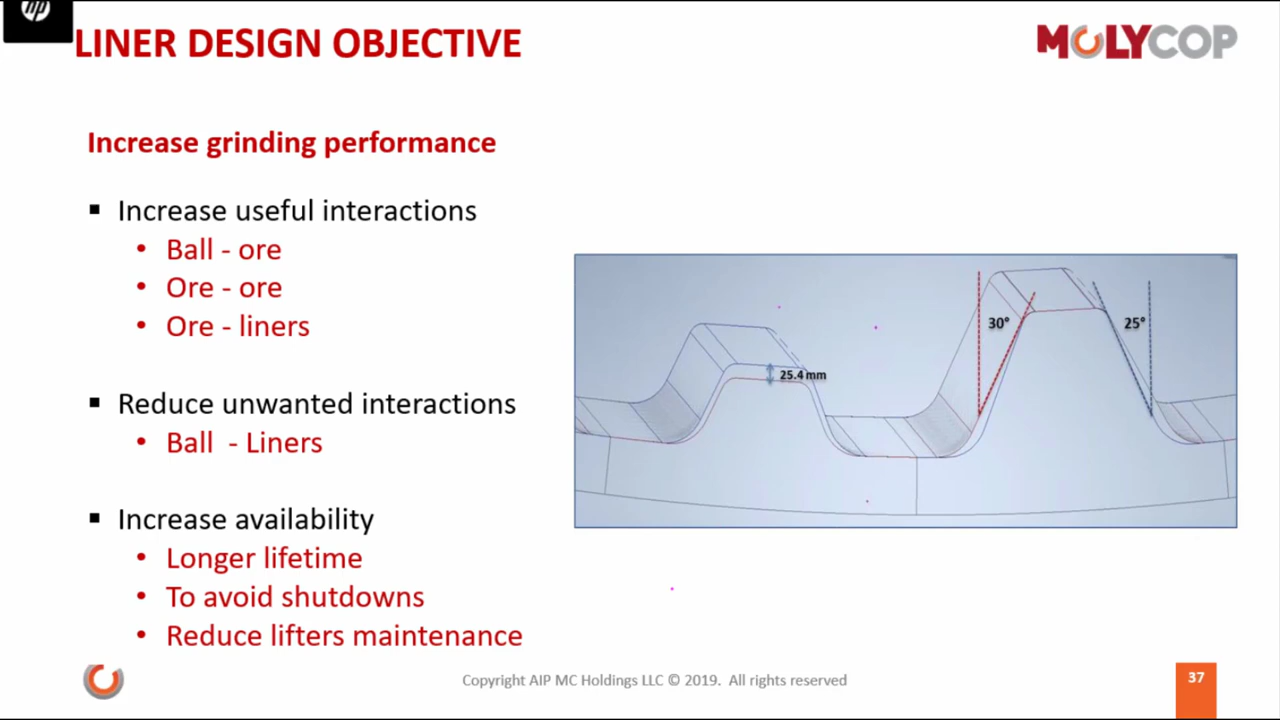 hp
LINER DESIGN OBJECTIVE
MOLYCOP
Increase grinding performance
▪ Increase useful interactions
• Ball - ore
• Ore - ore
• Ore - liners
▪ Reduce unwanted interactions
• Ball - Liners
▪ Increase availability
• Longer lifetime
• To avoid shutdowns
• Reduce lifters maintenance
30°
25°
25.4 mm
Copyright AIP MC Holdings LLC © 2019. All rights reserved
37